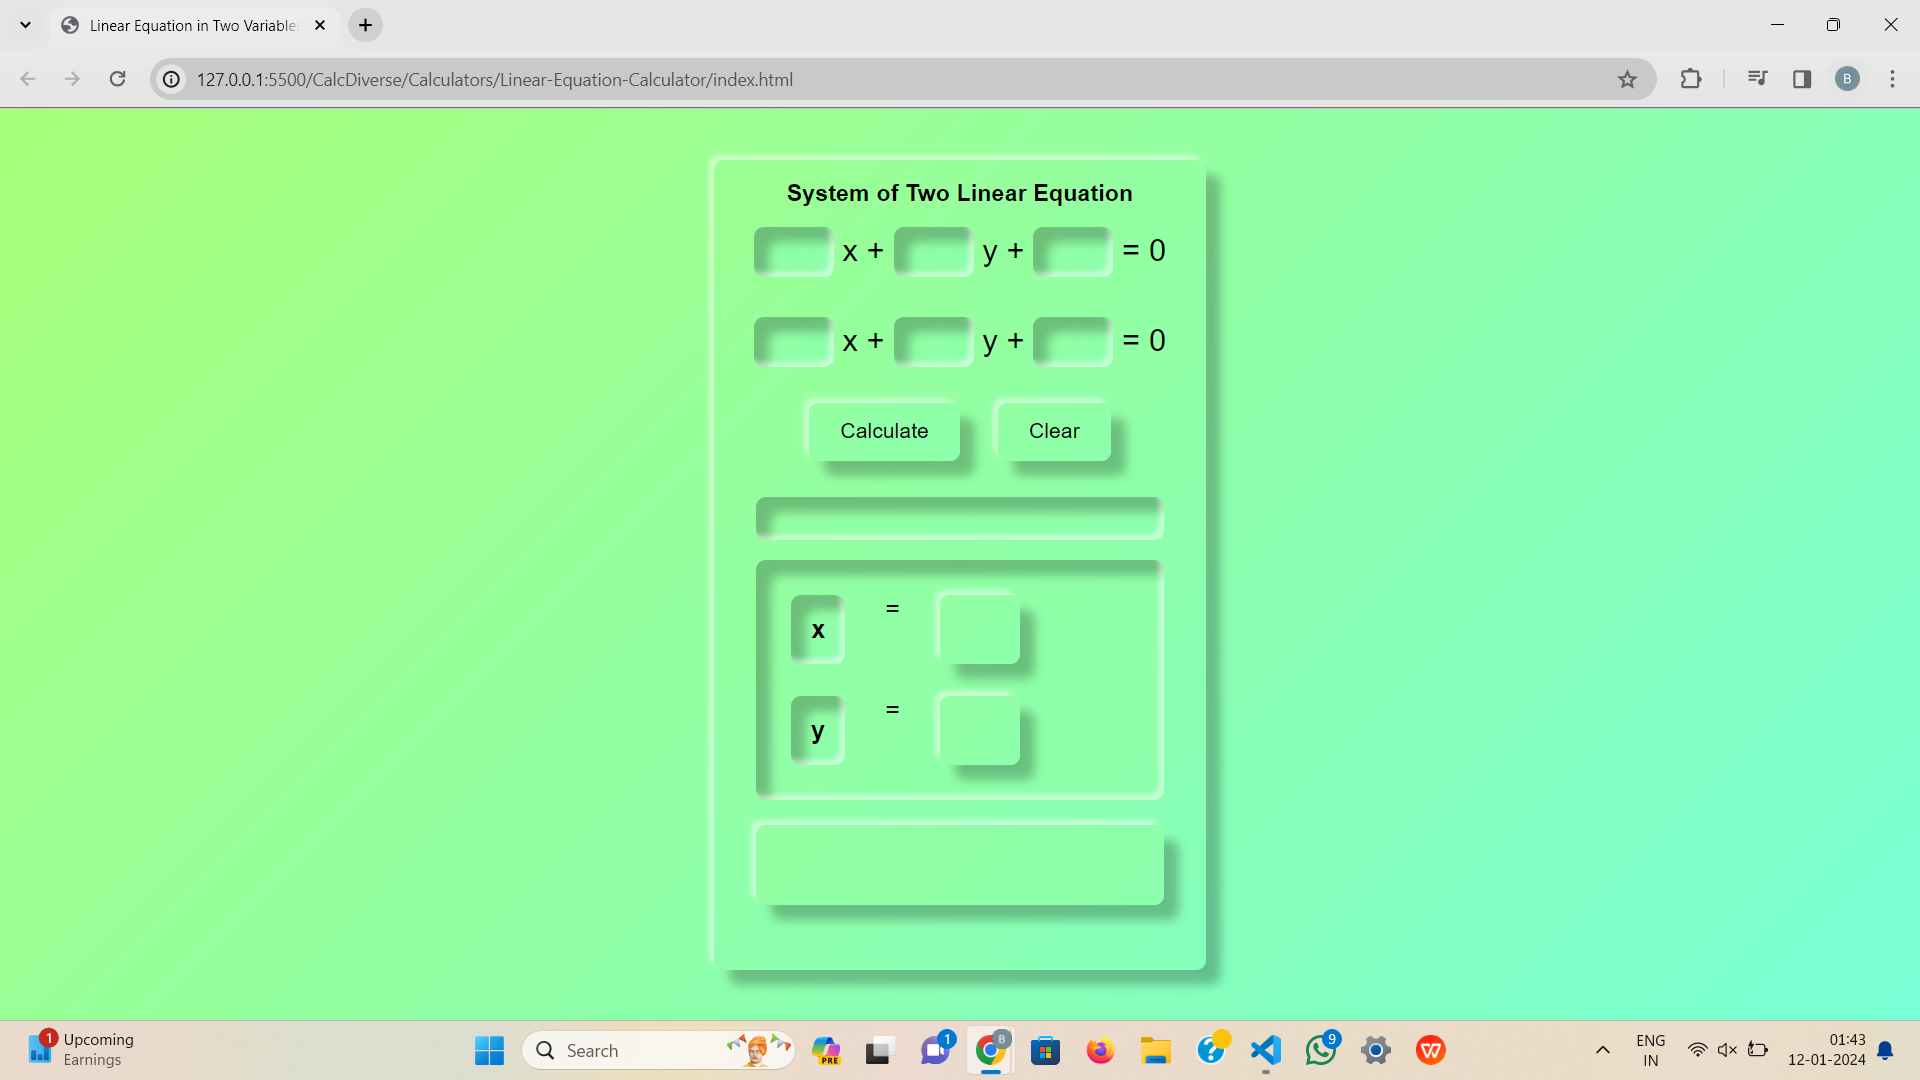 Linear Equation in Two Variable
127.0.0.1:5500/CalcDiverse/Calculators/Linear-Equation-Calculator/index.html
B
System of Two Linear Equation
x + y + = 0
x + y + = 0
Calculate Clear
x =
y =
1 Upcoming
Earnings
Search
PRE
1
B
9
ENG
IN
01:43
12-01-2024